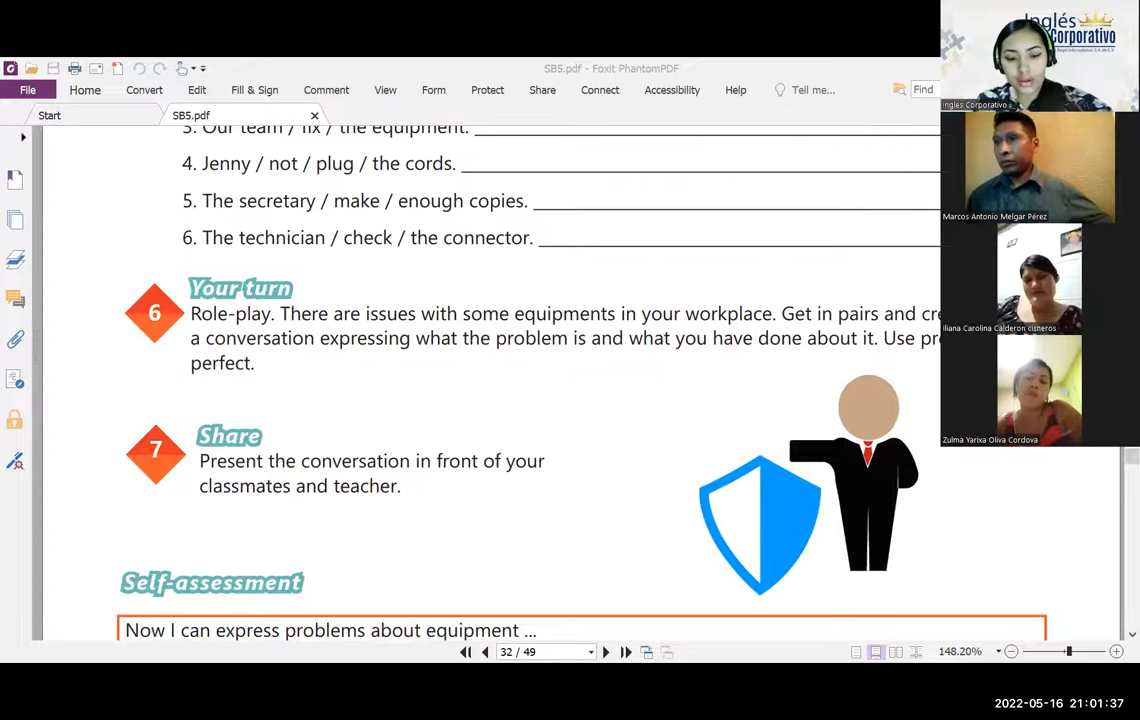 Inglés
Corporativo
Ingles Corporativo
SB5.pdf - Foxit PhantomPDF
File Home Convert Edit Fill & Sign Comment View Form Protect Share Connect Accessibility Help Tell me... Find
Start SB5.pdf
3. Our team / fix / the equipment.
4. Jenny / not / plug / the cords.
Marcos Antonio Melgar Pérez
5. The secretary / make / enough copies.
6. The technician / check / the connector.
Your turn
6 Role-play. There are issues with some equipments in your workplace. Get in pairs and cre
Iliana Carolina Calderon cisneros
a conversation expressing what the problem is and what you have done about it. Use pr
perfect.
Share
Zulma Yarixa Oliva Cordova
7 Present the conversation in front of your
classmates and teacher.
Self-assessment
Now I can express problems about equipment ...
32 / 49
148.20%
2022-05-16 21:01:37